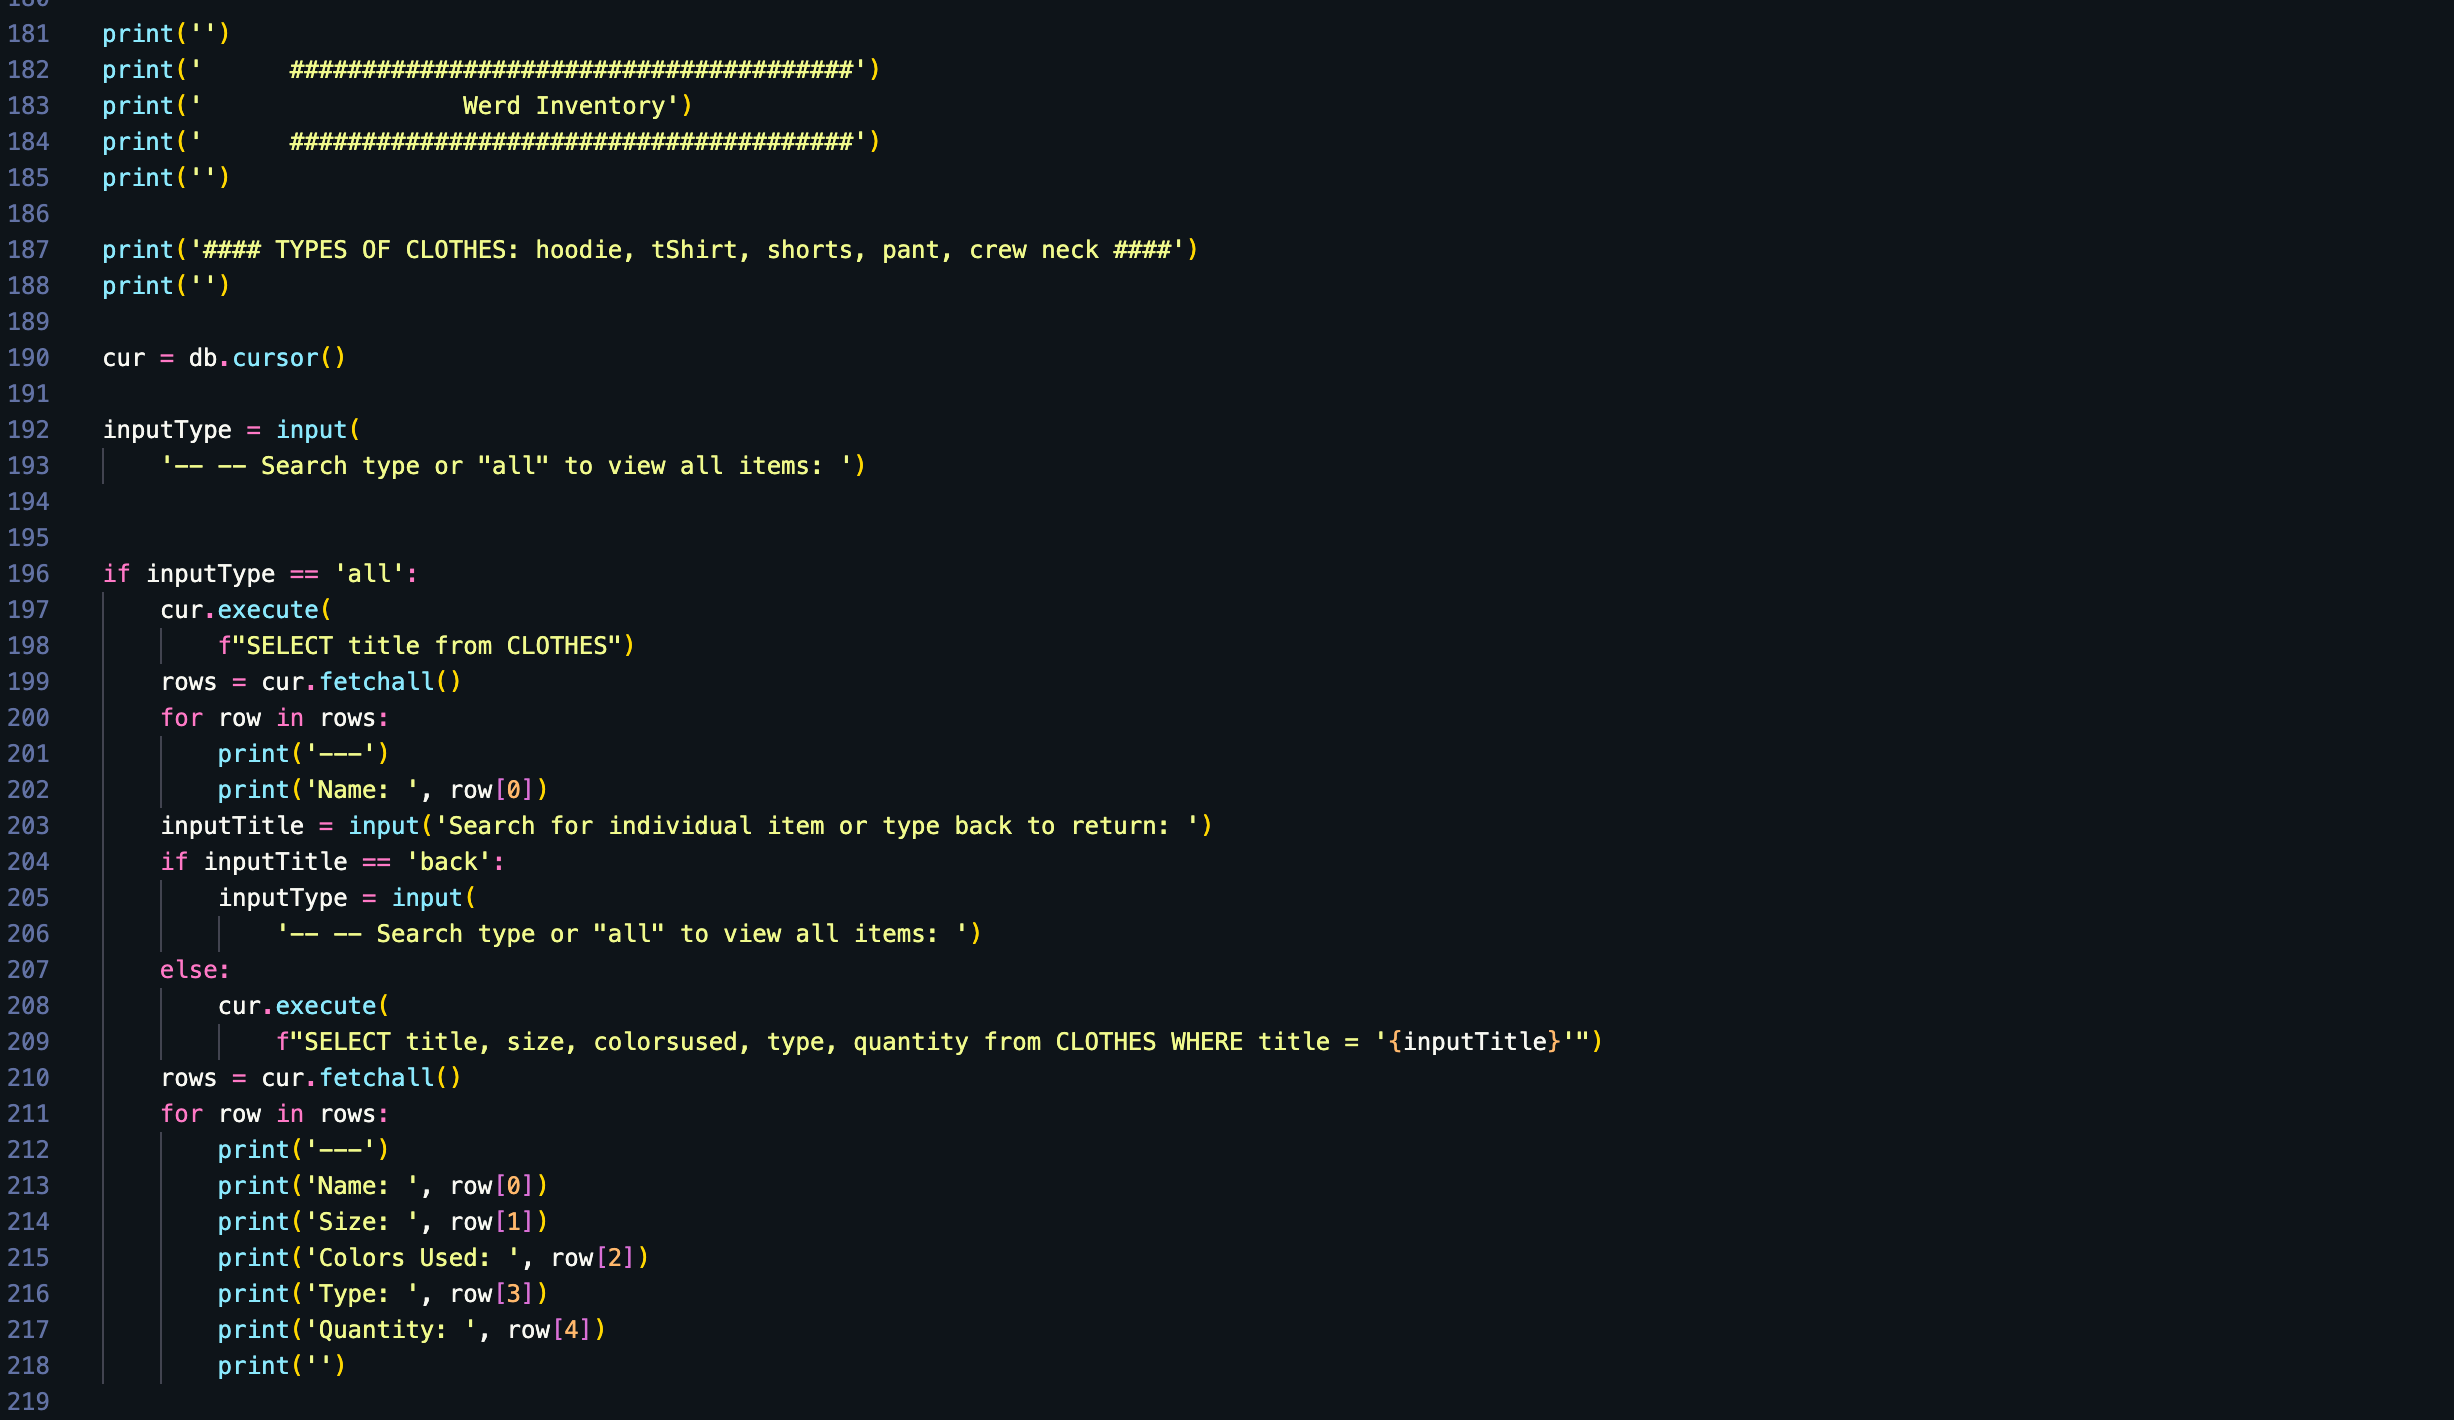 181 print('')
182 print('      #######################################')
183 print('                  Werd Inventory')
184 print('      #######################################')
185 print('')
186
187 print('#### TYPES OF CLOTHES: hoodie, tShirt, shorts, pant, crew neck ####')
188 print('')
189
190 cur = db.cursor()
191
192 inputType = input(
193     '-- -- Search type or "all" to view all items: ')
194
195
196 if inputType == 'all':
197     cur.execute(
198         f"SELECT title from CLOTHES")
199     rows = cur.fetchall()
200     for row in rows:
201         print('---')
202         print('Name: ', row[0])
203     inputTitle = input('Search for individual item or type back to return: ')
204     if inputTitle == 'back':
205         inputType = input(
206             '-- -- Search type or "all" to view all items: ')
207     else:
208         cur.execute(
209             f"SELECT title, size, colorsused, type, quantity from CLOTHES WHERE title = '{inputTitle}'")
210     rows = cur.fetchall()
211     for row in rows:
212         print('---')
213         print('Name: ', row[0])
214         print('Size: ', row[1])
215         print('Colors Used: ', row[2])
216         print('Type: ', row[3])
217         print('Quantity: ', row[4])
218         print('')
219